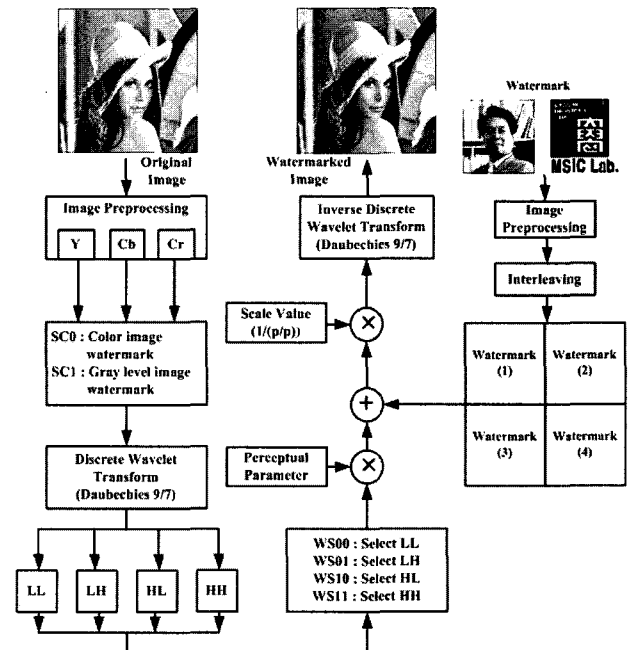 Original
Image
Image Preprocessing
Y
Cb
Cr
SC0 : Color image
watermark
SC1 : Gray level image
watermark
Discrete Wavelet
Transform
(Daubechies 9/7)
LL
LH
HL
HH
Watermarked
Image
Inverse Discrete
Wavelet Transform
(Daubechies 9/7)
Scale Value
(1/(p/p))
×
+
Perceptual
Parameter
×
WS00 : Select LL
WS01 : Select LH
WS10 : Select HL
WS11 : Select HH
Watermark
MSIC Lab.
Image
Preprocessing
Interleaving
Watermark
(1)
Watermark
(2)
Watermark
(3)
Watermark
(4)